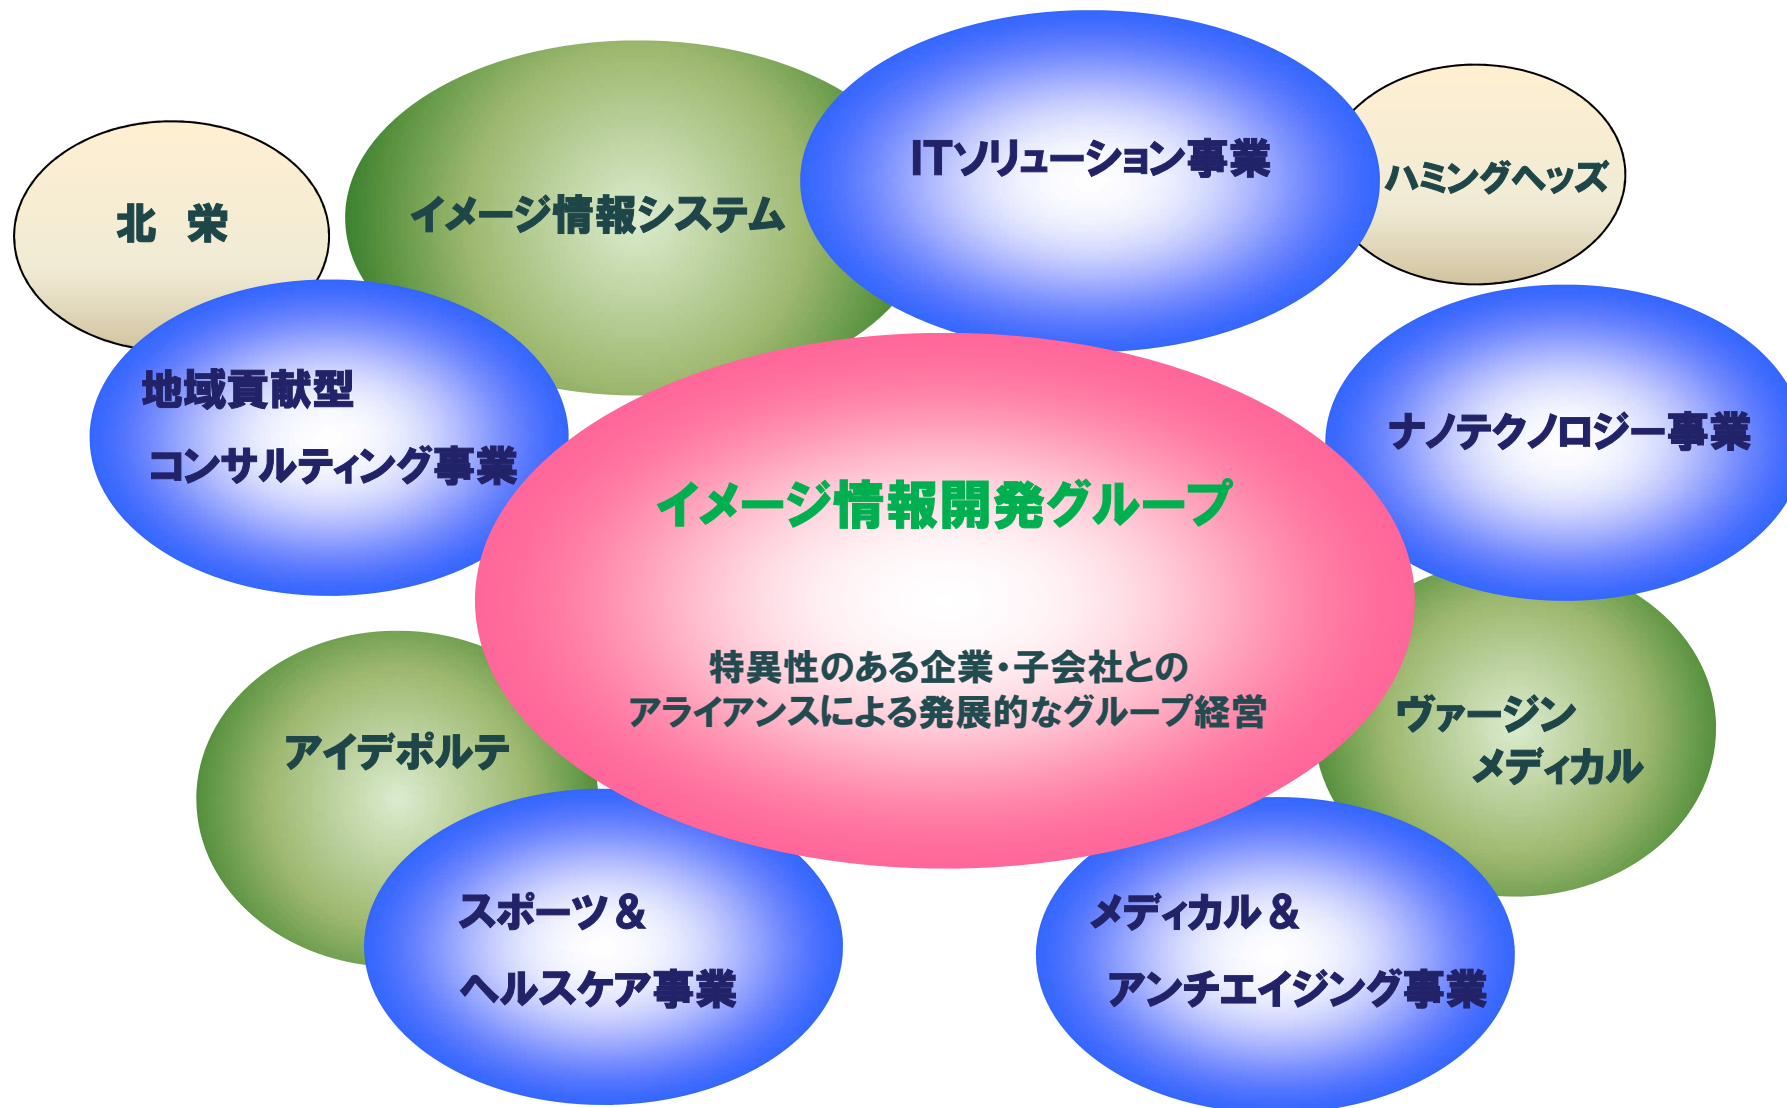 ITソリューション事業
ハミングヘッズ
イメージ情報システム
北　栄
地域貢献型
コンサルティング事業
ナノテクノロジー事業
イメージ情報開発グループ
特異性のある企業・子会社との
アライアンスによる発展的なグループ経営
ヴァージン
メディカル
アイデポルテ
スポーツ＆
ヘルスケア事業
メディカル＆
アンチエイジング事業